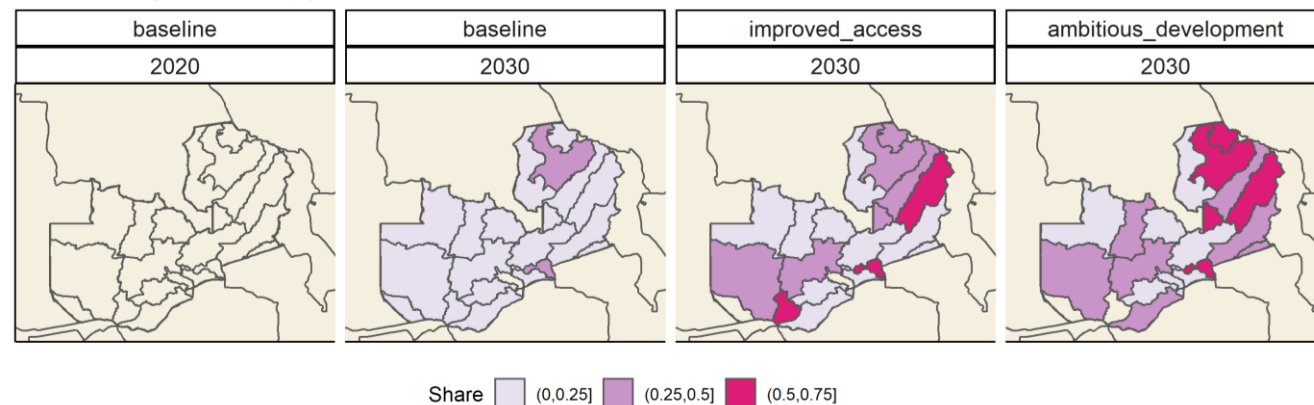 baseline
2020
baseline
2030
improved_access
2030
ambitious_development
2030
Share (0,0.25] (0.25,0.5] (0.5,0.75]